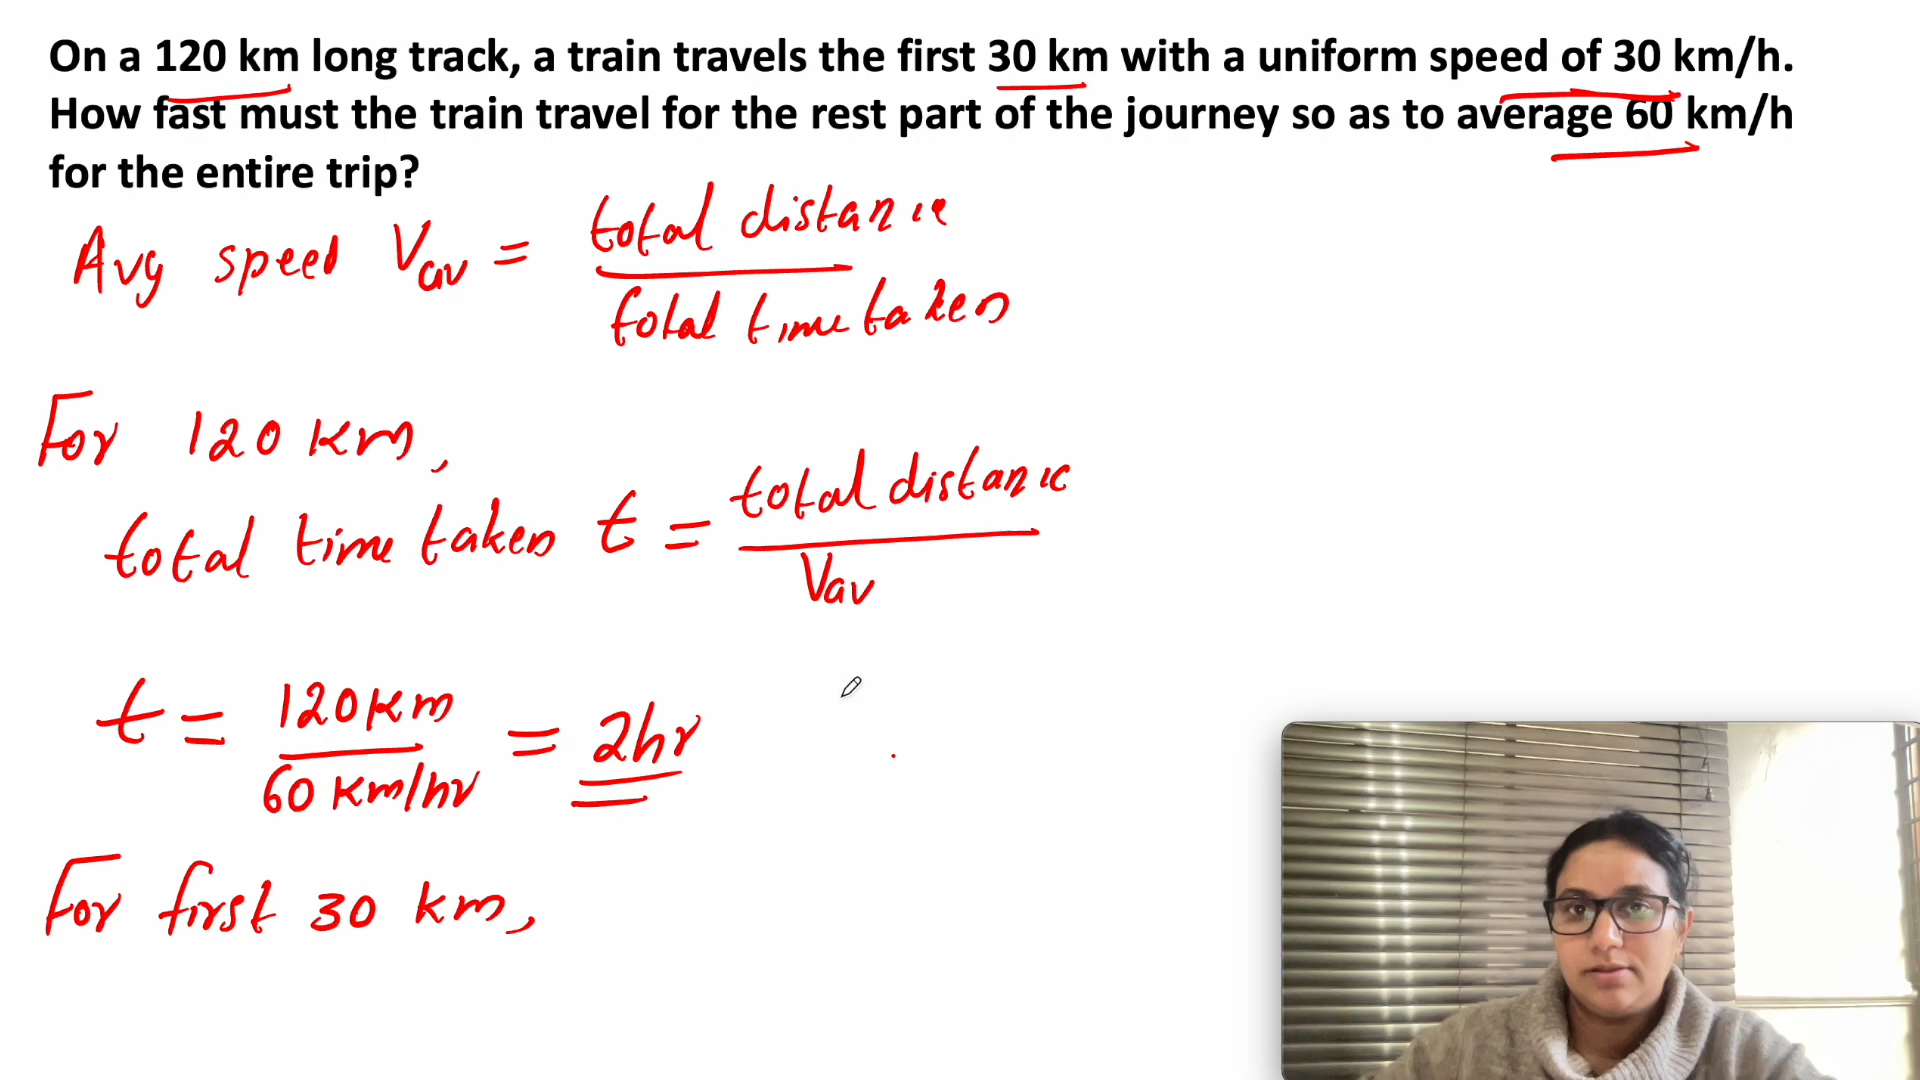 On a 120 km long track, a train travels the first 30 km with a uniform speed of 30 km/h.
How fast must the train travel for the rest part of the journey so as to average 60 km/h
for the entire trip?
Avg speed Vav = total distance
total time taken
For 120 km,
total time taken t = total distance
Vav
t = 120 km = 2hr
60 km/hr
For first 30 km,